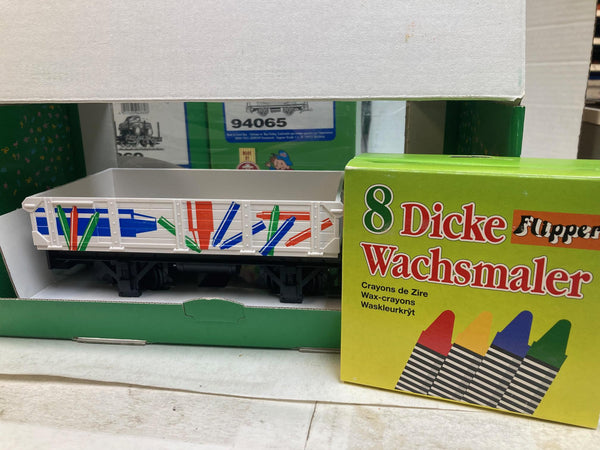 94065
8 Dicke
Flipper
Wachsmaler
Crayons de Zire
Wax-crayons
Waskleurkrÿt